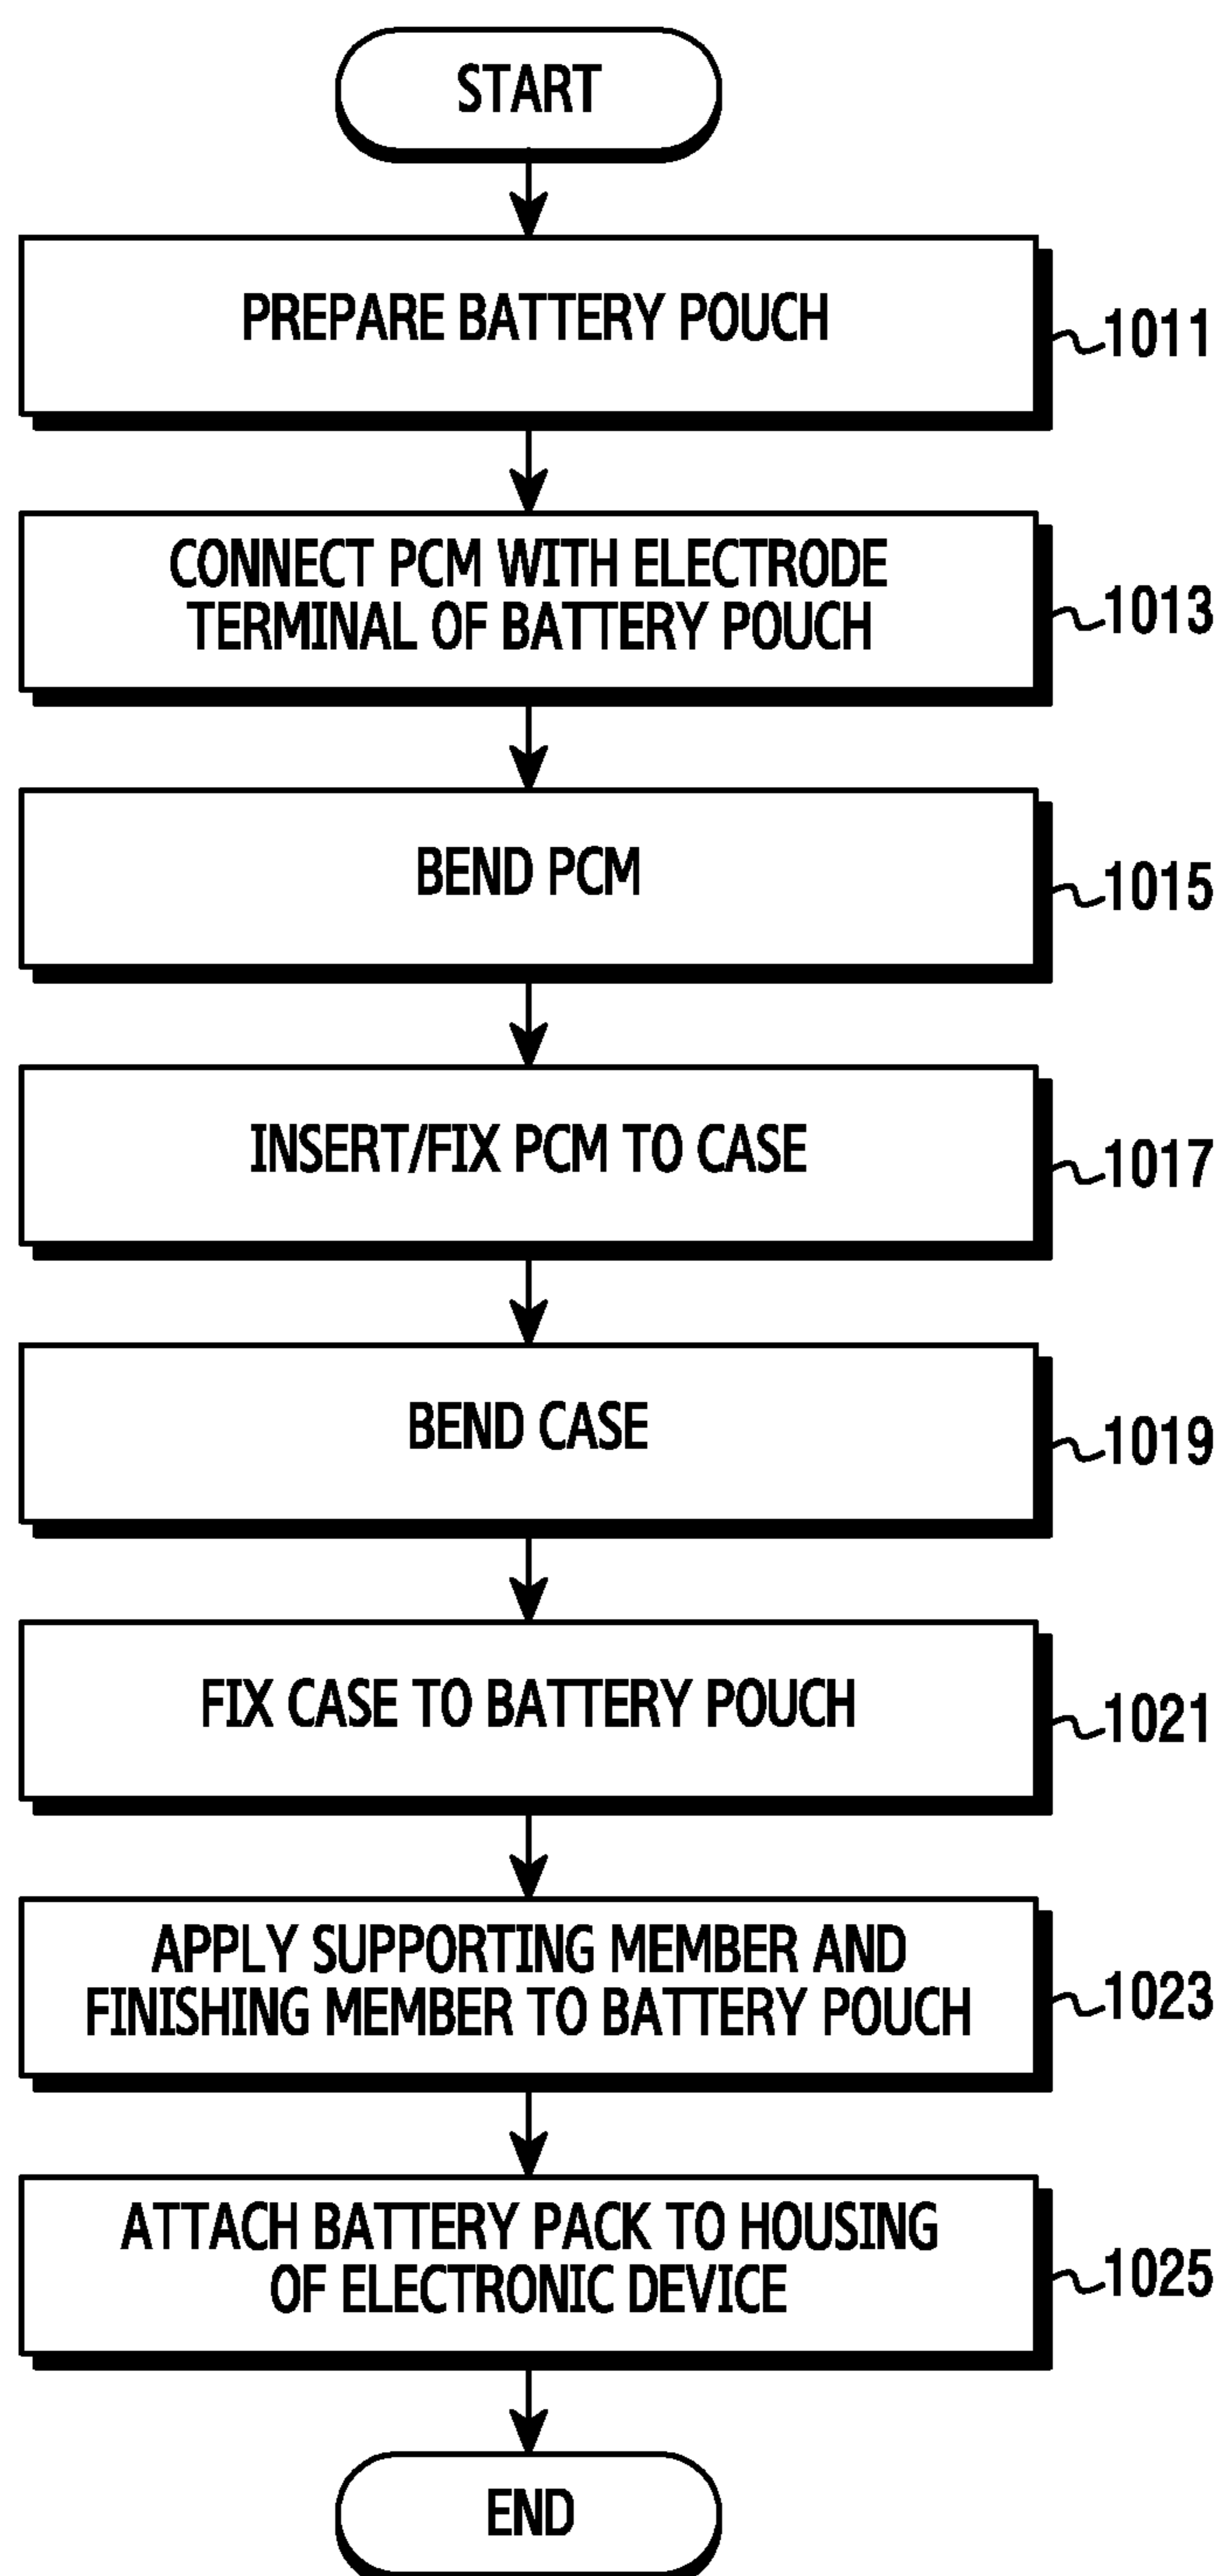 START
PREPARE BATTERY POUCH
1011
CONNECT PCM WITH ELECTRODE
TERMINAL OF BATTERY POUCH
1013
BEND PCM
1015
INSERT/FIX PCM TO CASE
1017
BEND CASE
1019
FIX CASE TO BATTERY POUCH
1021
APPLY SUPPORTING MEMBER AND
FINISHING MEMBER TO BATTERY POUCH
1023
ATTACH BATTERY PACK TO HOUSING
OF ELECTRONIC DEVICE
1025
END